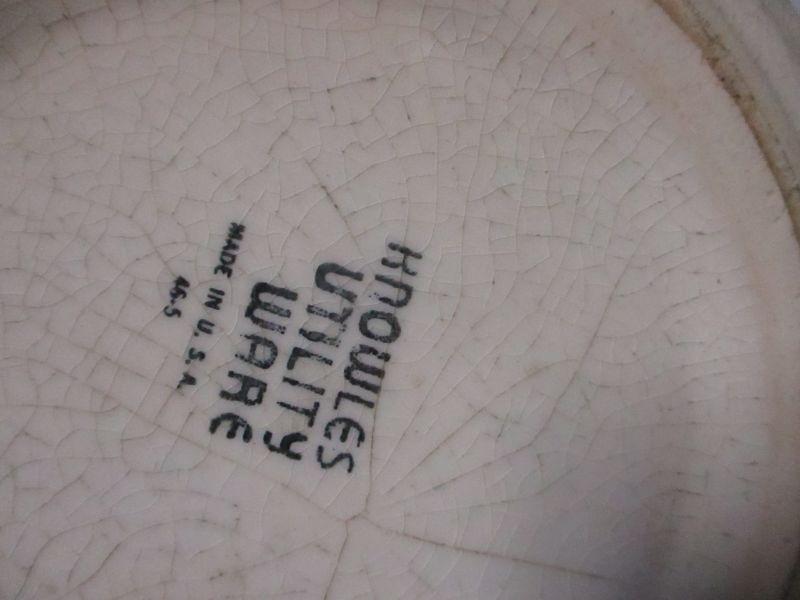 KNOWLES
UTILITY
WARE
MADE IN U.S.A.
46.5